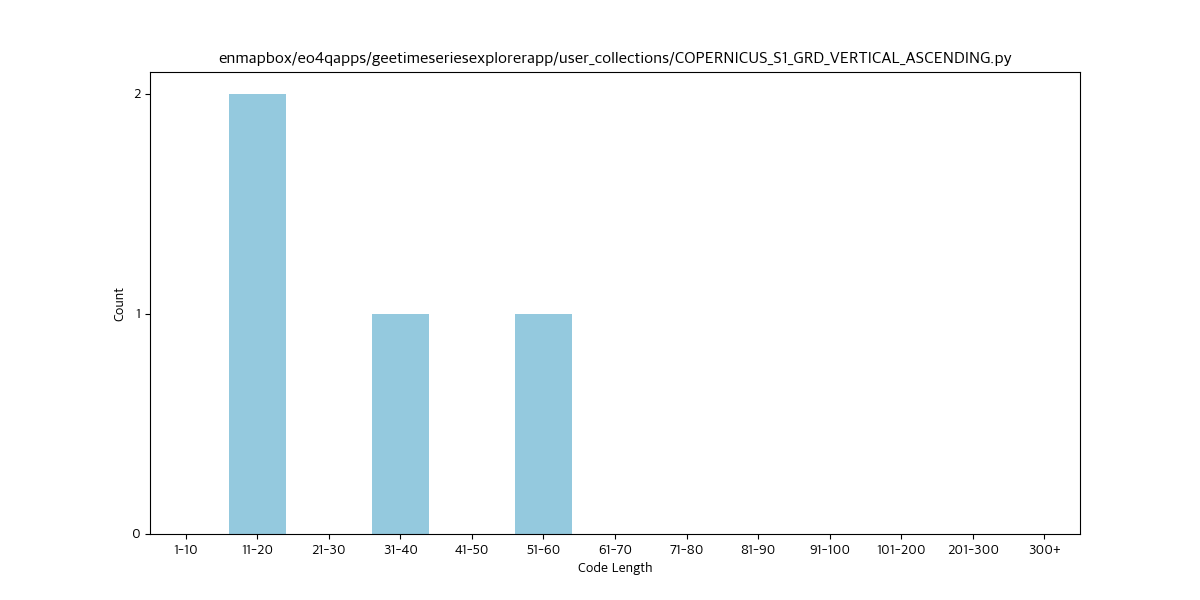 enmapbox/eo4qapps/geetimeseriesexplorerapp/user_collections/COPERNICUS_S1_GRD_VERTICAL_ASCENDING.py
2
1
0
Count
1-10 11-20 21-30 31-40 41-50 51-60 61-70 71-80 81-90 91-100 101-200 201-300 300+
Code Length